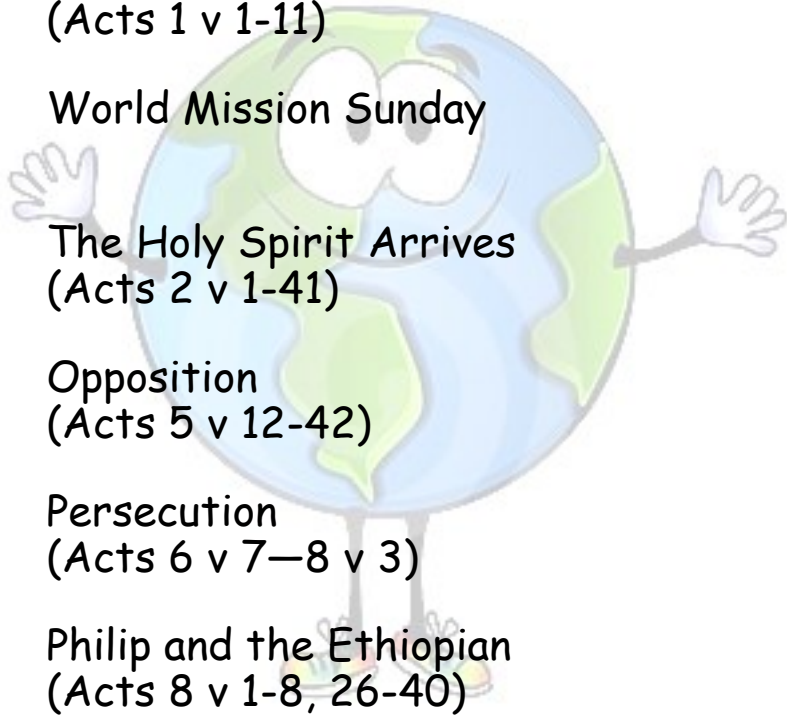 (Acts 1 v 1-11)
World Mission Sunday
The Holy Spirit Arrives
(Acts 2 v 1-41)
Opposition
(Acts 5 v 12-42)
Persecution
(Acts 6 v 7—8 v 3)
Philip and the Ethiopian
(Acts 8 v 1-8, 26-40)